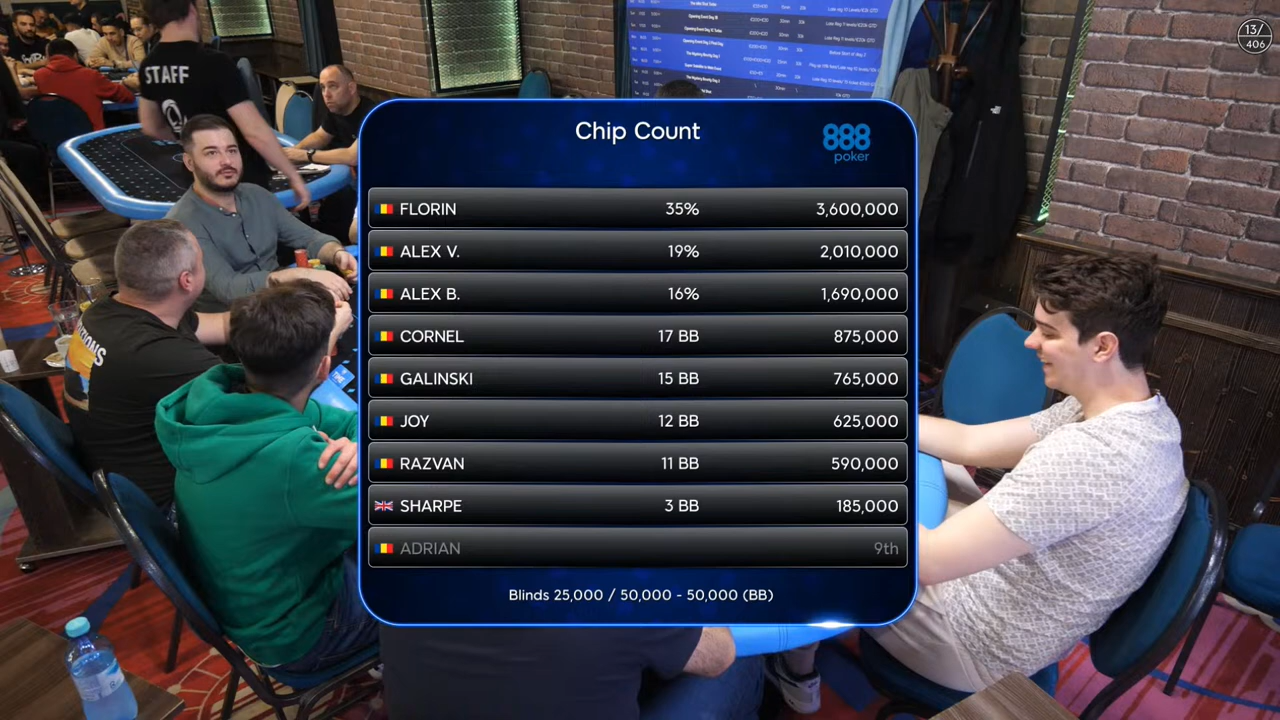 STAFF
13/
406
Chip Count
888
poker
FLORIN 35% 3,600,000
ALEX V. 19% 2,010,000
ALEX B. 16% 1,690,000
CORNEL 17 BB 875,000
GALINSKI 15 BB 765,000
JOY 12 BB 625,000
RAZVAN 11 BB 590,000
SHARPE 3 BB 185,000
ADRIAN 9th
Blinds 25,000 / 50,000 - 50,000 (BB)